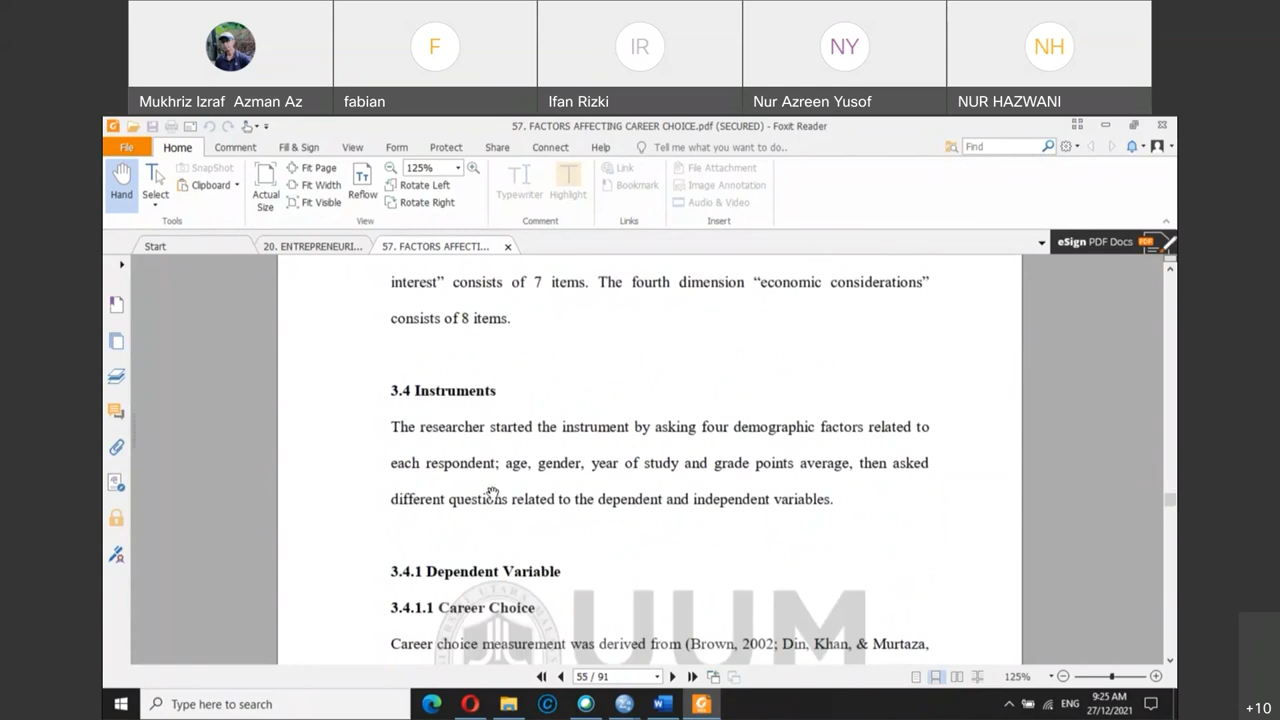 F
IR
NY
NH
Mukhriz Izraf Azman Az
fabian
Ifan Rizki
Nur Azreen Yusof
NUR HAZWANI
57. FACTORS AFFECTING CAREER CHOICE.pdf (SECURED) - Foxit Reader
File
Home
Comment
Fill & Sign
View
Form
Protect
Share
Connect
Help
Tell me what you want to do..
Find
Hand
Select
SnapShot
Clipboard
Tools
Actual
Size
Fit Page
Fit Width
Fit Visible
Reflow
125%
Rotate Left
Rotate Right
View
Typewriter
Highlight
Comment
Link
Bookmark
Links
File Attachment
Image Annotation
Audio & Video
Insert
Start
20. ENTREPRENEURI...
57. FACTORS AFFECTI...
eSign PDF Docs
interest” consists of 7 items. The fourth dimension “economic considerations”
consists of 8 items.
3.4 Instruments
The researcher started the instrument by asking four demographic factors related to
each respondent; age, gender, year of study and grade points average, then asked
different questions related to the dependent and independent variables.
3.4.1 Dependent Variable
3.4.1.1 Career Choice
Career choice measurement was derived from (Brown, 2002; Din, Khan, & Murtaza,
UUM
55 / 91
125%
Type here to search
ENG
9:25 AM
27/12/2021
+10